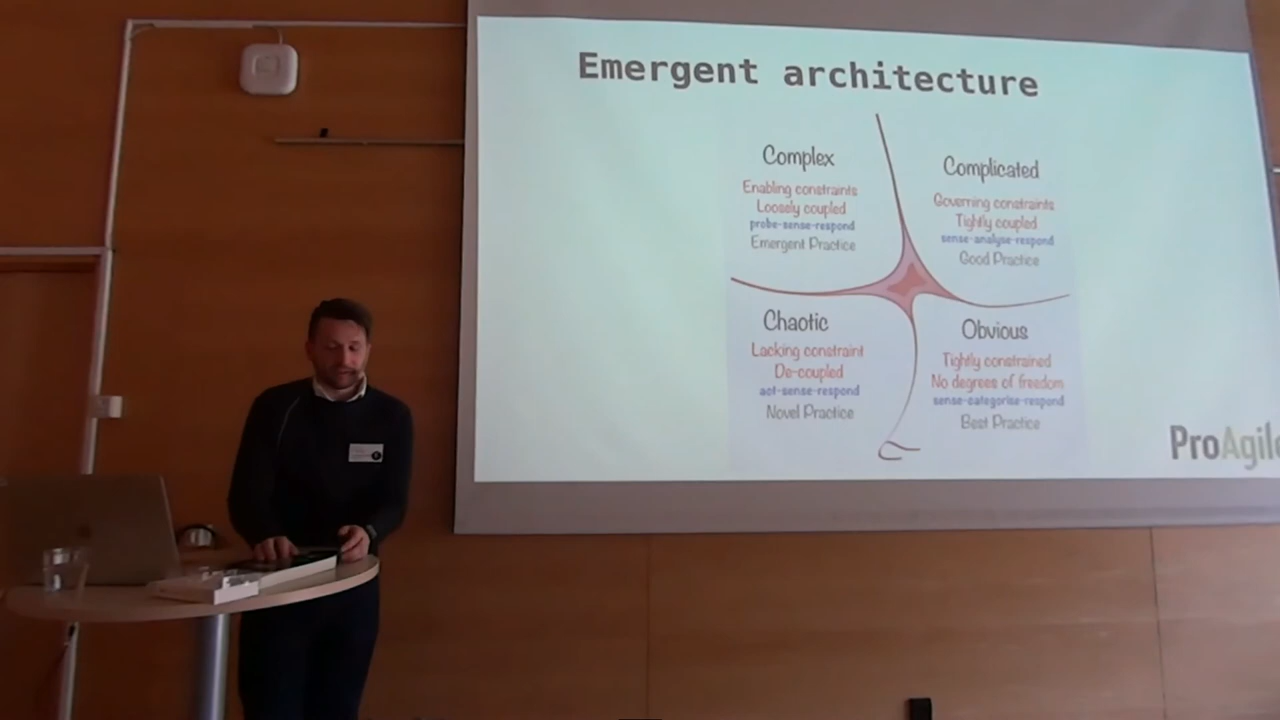 Emergent architecture
Complex
Enabling constraints
Loosely coupled
probe-sense-respond
Emergent Practice
Complicated
Governing constraints
Tightly coupled
sense-analyse-respond
Good Practice
Chaotic
Lacking constraint
De-coupled
act-sense-respond
Novel Practice
Obvious
Tightly constrained
No degrees of freedom
sense-categorise-respond
Best Practice
ProAgile